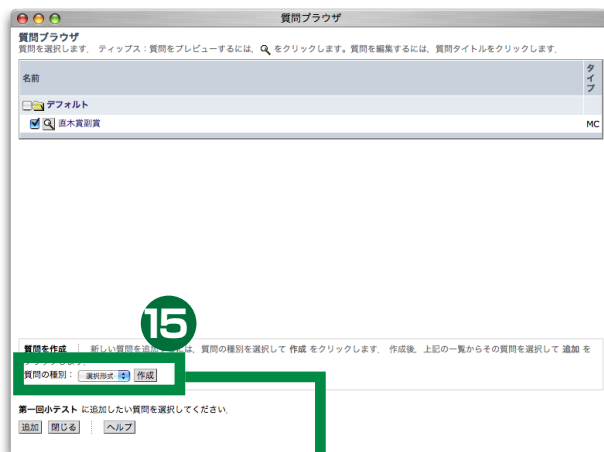 質問ブラウザ
質問ブラウザ
質問を選択します. ティップス：質問をプレビューするには、 をクリックします。質問を編集するには、質問タイトルをクリックします.
名前 タイプ
デフォルト
直木賞副賞 MC
15
質問を作成 新しい質問を追加 は, 質問の種別を選択して 作成 をクリックします. 作成後, 上記の一覧からその質問を選択して 追加 を
質問の種別： 選択形式 作成
第一回小テスト に追加したい質問を選択してください.
追加 閉じる ヘルプ